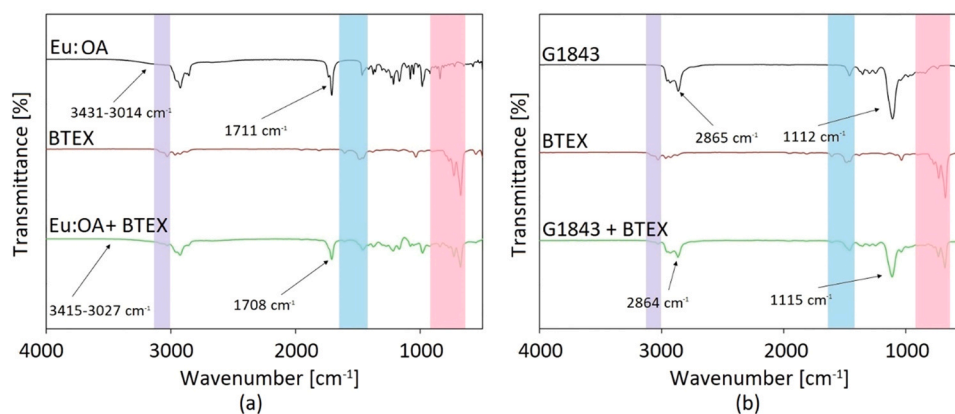 Transmittance [%]
Eu:OA
3431-3014 cm⁻¹
1711 cm⁻¹
BTEX
Eu:OA+ BTEX
3415-3027 cm⁻¹
1708 cm⁻¹
4000 3000 2000 1000
Wavenumber [cm⁻¹]
(a)
Transmittance [%]
G1843
2865 cm⁻¹
1112 cm⁻¹
BTEX
G1843 + BTEX
2864 cm⁻¹
1115 cm⁻¹
4000 3000 2000 1000
Wavenumber [cm⁻¹]
(b)